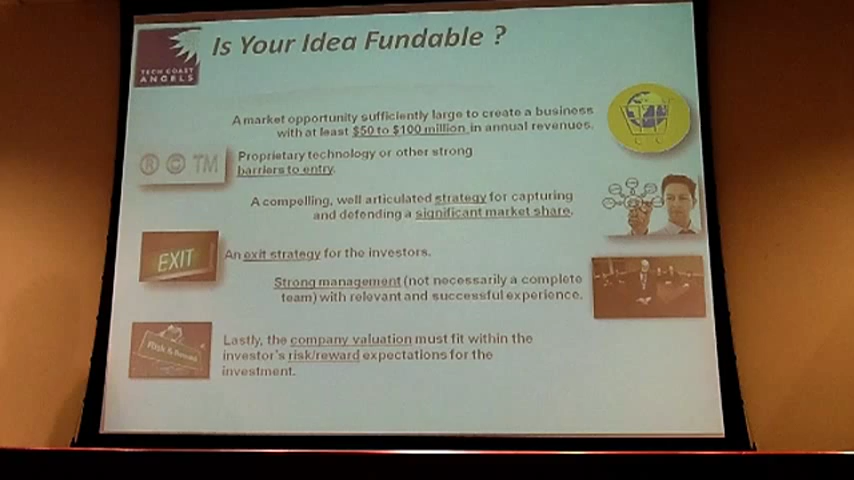 TECH COAST
ANGELS
Is Your Idea Fundable ?
A market opportunity sufficiently large to create a business
with at least $50 to $100 million in annual revenues.
® © TM
Proprietary technology or other strong
barriers to entry.
A compelling, well articulated strategy for capturing
and defending a significant market share.
EXIT
An exit strategy for the investors.
Strong management (not necessarily a complete
team) with relevant and successful experience.
Risk & Reward
Lastly, the company valuation must fit within the
investor's risk/reward expectations for the
investment.